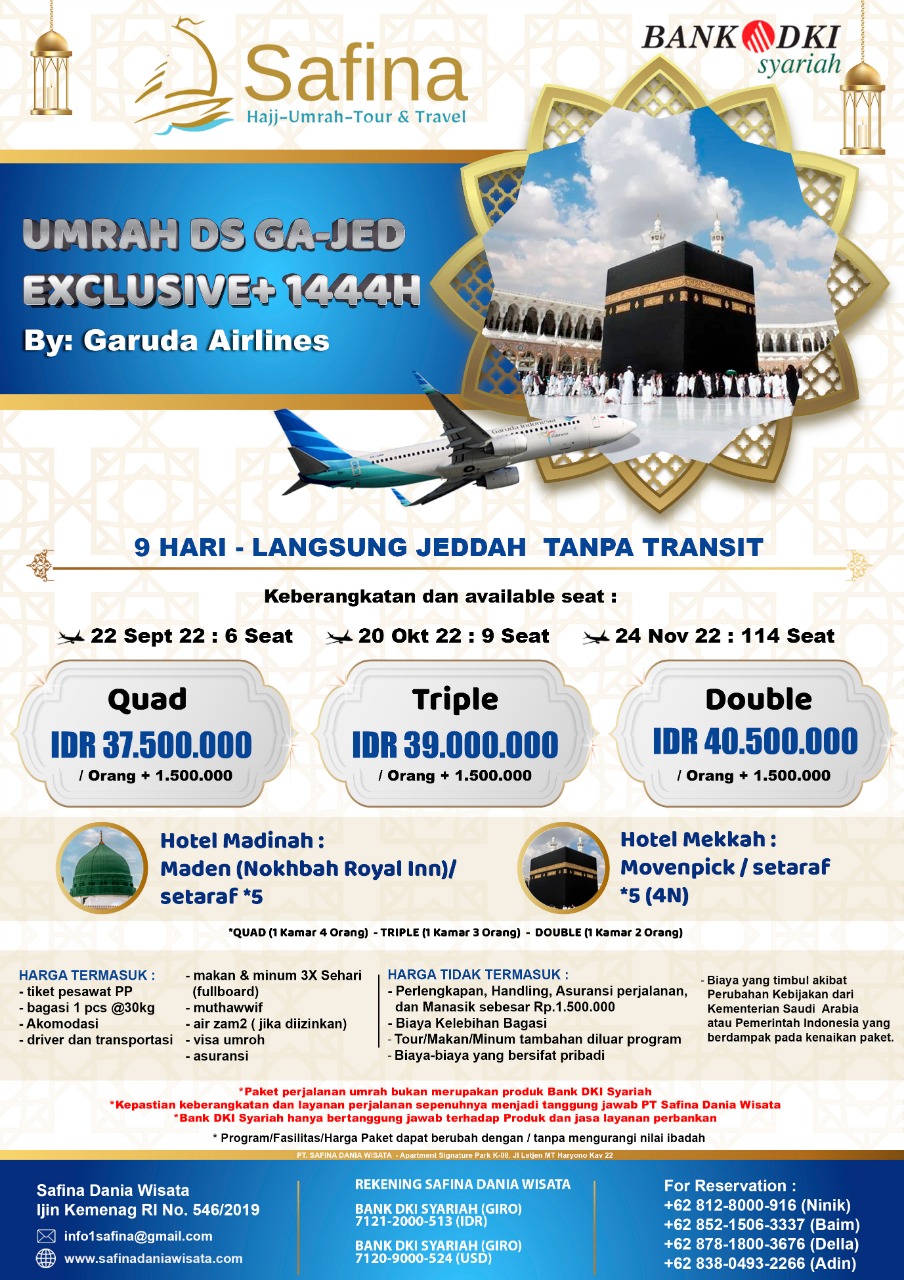 Safina
Hajj-Umrah-Tour & Travel
BANK DKI
syariah
UMRAH DS GA-JED
EXCLUSIVE+ 1444H
By: Garuda Airlines
Garuda Indonesia
9 HARI - LANGSUNG JEDDAH TANPA TRANSIT
Keberangkatan dan available seat :
22 Sept 22 : 6 Seat
20 Okt 22 : 9 Seat
24 Nov 22 : 114 Seat
Quad
IDR 37.500.000
/ Orang + 1.500.000
Triple
IDR 39.000.000
/ Orang + 1.500.000
Double
IDR 40.500.000
/ Orang + 1.500.000
Hotel Madinah :
Maden (Nokhbah Royal Inn)/
setaraf *5
Hotel Mekkah :
Movenpick / setaraf
*5 (4N)
*QUAD (1 Kamar 4 Orang) - TRIPLE (1 Kamar 3 Orang) - DOUBLE (1 Kamar 2 Orang)
HARGA TERMASUK :
- tiket pesawat PP
- bagasi 1 pcs @30kg
- Akomodasi
- driver dan transportasi
- makan & minum 3X Sehari
(fullboard)
- muthawwif
- air zam2 ( jika diizinkan )
- visa umroh
- asuransi
HARGA TIDAK TERMASUK :
- Perlengkapan, Handling, Asuransi perjalanan,
dan Manasik sebesar Rp.1.500.000
- Biaya Kelebihan Bagasi
- Tour/Makan/Minum tambahan diluar program
- Biaya-biaya yang bersifat pribadi
- Biaya yang timbul akibat
Perubahan Kebijakan dari
Kementerian Saudi Arabia
atau Pemerintah Indonesia yang
berdampak pada kenaikan paket.
*Paket perjalanan umrah bukan merupakan produk Bank DKI Syariah
*Kepastian keberangkatan dan layanan perjalanan sepenuhnya menjadi tanggung jawab PT Safina Dania Wisata
*Bank DKI Syariah hanya bertanggung jawab terhadap Produk dan jasa layanan perbankan
* Program/Fasilitas/Harga Paket dapat berubah dengan / tanpa mengurangi nilai ibadah
PT. SAFINA DANIA WISATA - Apartment Signature Park K-08. Jl Letjen MT Haryono Kav 22
Safina Dania Wisata
Ijin Kemenag RI No. 546/2019
info1safina@gmail.com
www.safinadaniawisata.com
REKENING SAFINA DANIA WISATA
BANK DKI SYARIAH (GIRO)
7121-2000-513 (IDR)
BANK DKI SYARIAH (GIRO)
7120-9000-524 (USD)
For Reservation :
+62 812-8000-916 (Ninik)
+62 852-1506-3337 (Baim)
+62 878-1800-3676 (Della)
+62 838-0493-2266 (Adin)